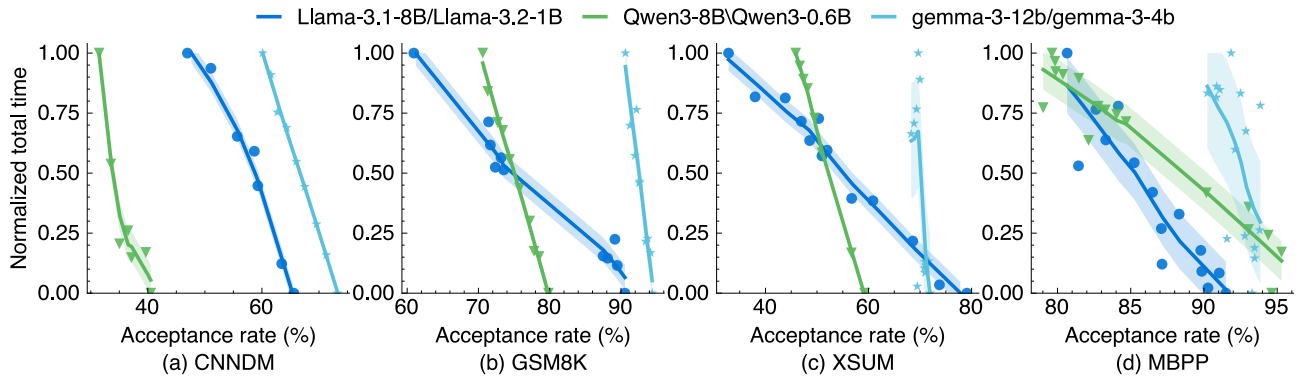 Llama-3.1-8B/Llama-3.2-1B Qwen3-8B\Qwen3-0.6B gemma-3-12b/gemma-3-4b
Normalized total time
1.00
0.75
0.50
0.25
0.00
40 60
Acceptance rate (%)
(a) CNNDM
1.00
0.75
0.50
0.25
0.00
60 70 80 90
Acceptance rate (%)
(b) GSM8K
1.00
0.75
0.50
0.25
0.00
40 60 80
Acceptance rate (%)
(c) XSUM
1.00
0.75
0.50
0.25
0.00
80 85 90 95
Acceptance rate (%)
(d) MBPP